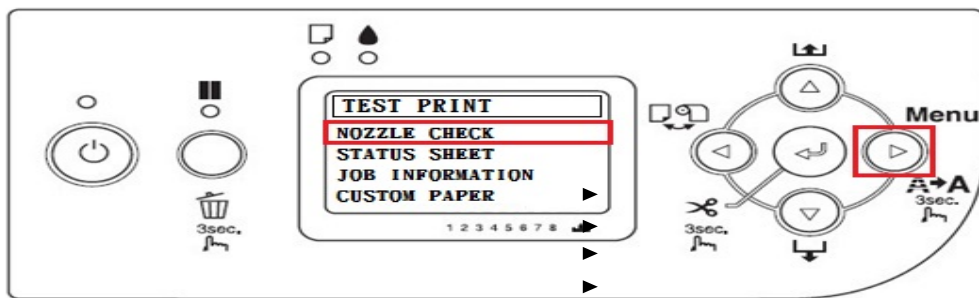 TEST PRINT
NOZZLE CHECK
STATUS SHEET
JOB INFORMATION
CUSTOM PAPER
1 2 3 4 5 6 7 8
3sec.
Menu
A→A
3sec.
3sec.